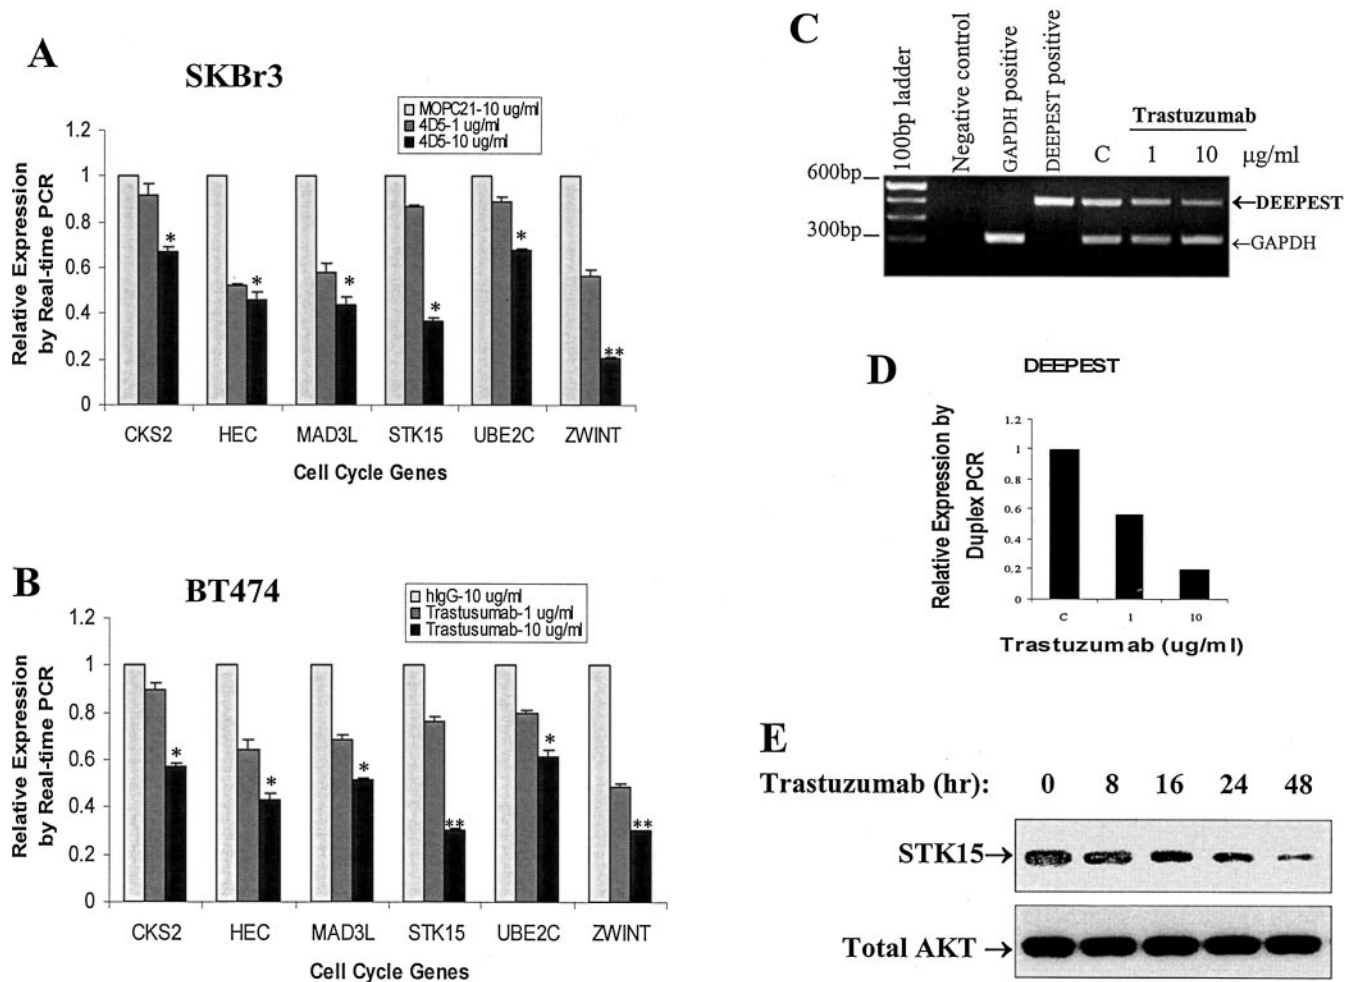 A
SKBr3
MOPC21-10 ug/ml
4D5-1 ug/ml
4D5-10 ug/ml
Relative Expression
by Real-time PCR
1.2
1
0.8
0.6
0.4
0.2
0
*
*
*
*
*
**
CKS2 HEC MAD3L STK15 UBE2C ZWINT
Cell Cycle Genes
B
BT474
hIgG-10 ug/ml
Trastusumab-1 ug/ml
Trastusumab-10 ug/ml
Relative Expression
by Real-time PCR
1.2
1
0.8
0.6
0.4
0.2
0
*
*
*
**
*
**
CKS2 HEC MAD3L STK15 UBE2C ZWINT
Cell Cycle Genes
C
100bp ladder
Negative control
GAPDH positive
DEEPEST positive
Trastuzumab
C 1 10 µg/ml
600bp
300bp
←DEEPEST
←GAPDH
D
DEEPEST
Relative Expression by
Duplex PCR
1.2
1
0.8
0.6
0.4
0.2
0
C 1 10
Trastuzumab (ug/ml)
E
Trastuzumab (hr): 0 8 16 24 48
STK15→
Total AKT→